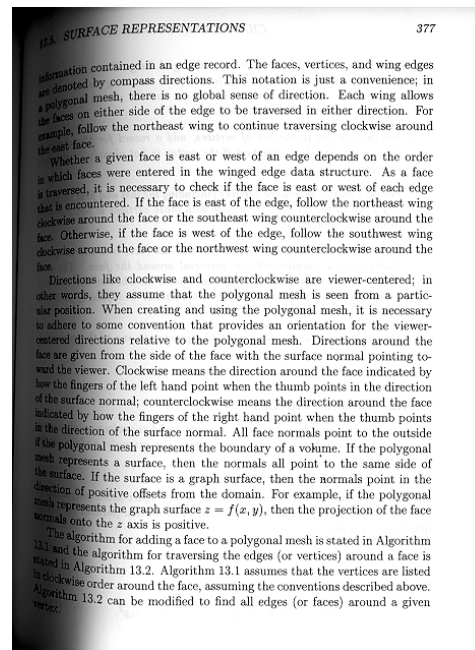 13.5. SURFACE REPRESENTATIONS 377
information contained in an edge record. The faces, vertices, and wing edges
are denoted by compass directions. This notation is just a convenience; in
a polygonal mesh, there is no global sense of direction. Each wing allows
the faces on either side of the edge to be traversed in either direction. For
example, follow the northeast wing to continue traversing clockwise around
the east face.
Whether a given face is east or west of an edge depends on the order
in which faces were entered in the winged edge data structure. As a face
is traversed, it is necessary to check if the face is east or west of each edge
that is encountered. If the face is east of the edge, follow the northeast wing
clockwise around the face or the southeast wing counterclockwise around the
face. Otherwise, if the face is west of the edge, follow the southwest wing
clockwise around the face or the northwest wing counterclockwise around the
face.
Directions like clockwise and counterclockwise are viewer-centered; in
other words, they assume that the polygonal mesh is seen from a partic-
ular position. When creating and using the polygonal mesh, it is necessary
to adhere to some convention that provides an orientation for the viewer-
centered directions relative to the polygonal mesh. Directions around the
face are given from the side of the face with the surface normal pointing to-
ward the viewer. Clockwise means the direction around the face indicated by
how the fingers of the left hand point when the thumb points in the direction
of the surface normal; counterclockwise means the direction around the face
indicated by how the fingers of the right hand point when the thumb points
in the direction of the surface normal. All face normals point to the outside
if the polygonal mesh represents the boundary of a volume. If the polygonal
mesh represents a surface, then the normals all point to the same side of
the surface. If the surface is a graph surface, then the normals point in the
direction of positive offsets from the domain. For example, if the polygonal
mesh represents the graph surface z = f(x, y), then the projection of the face
normals onto the z axis is positive.
The algorithm for adding a face to a polygonal mesh is stated in Algorithm
13.1 and the algorithm for traversing the edges (or vertices) around a face is
stated in Algorithm 13.2. Algorithm 13.1 assumes that the vertices are listed
in clockwise order around the face, assuming the conventions described above.
Algorithm 13.2 can be modified to find all edges (or faces) around a given
vertex.